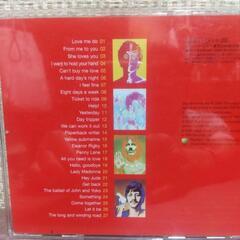 Love me do 01
From me to you 02
She loves you 03
I want to hold your hand 04
Can't buy me love 05
A hard day's night 06
I feel fine 07
Eight days a week 08
Ticket to ride 09
Help! 10
Yesterday 11
Day tripper 12
We can work it out 13
Paperback writer 14
Yellow submarine 15
Eleanor Rigby 16
Penny Lane 17
All you need is love 18
Hello, goodbye 19
Lady Madonna 20
Hey Jude 21
Get back 22
The ballad of John and Yoko 23
Something 24
Come together 25
Let it be 26
The long and winding road 27